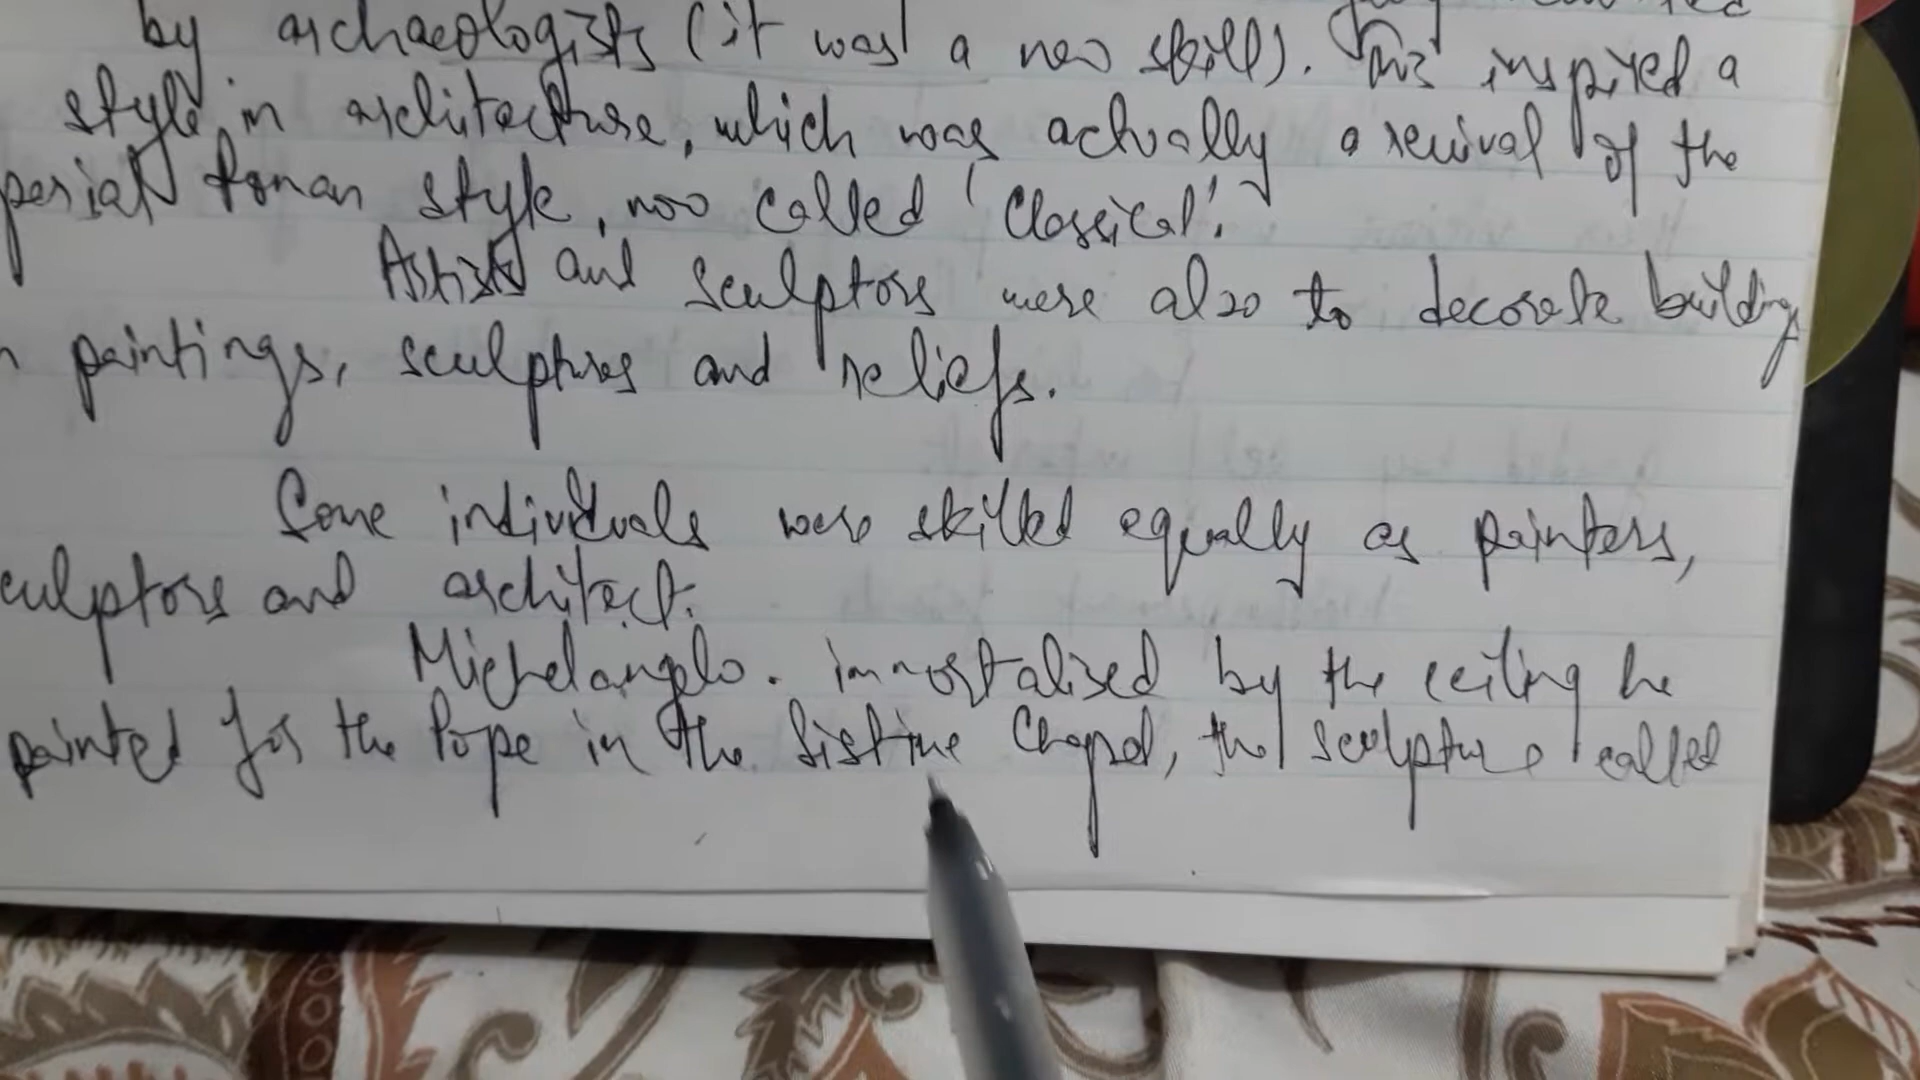 by archaeologists (it was a new skill). This inspired a
style in architecture, which was actually a revival of the
perial Roman style, now called 'Classical'.
Artists and sculptors were also to decorate building
paintings, sculptures and reliefs.
Some individuals were skilled equally as painters,
culptors and architect.
Michelangelo. immortalised by the ceiling he
painted for the Pope in the Sistine Chapel, the sculpture called